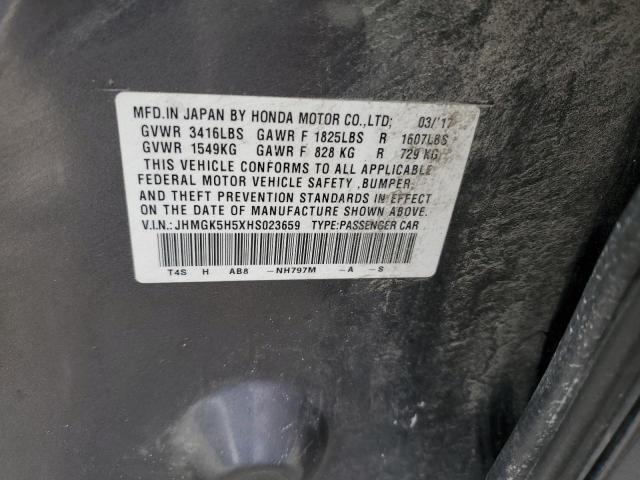 MFD.IN JAPAN BY HONDA MOTOR CO.,LTD; 03/'17
GVWR 3416LBS GAWR F 1825LBS R 1607LBS
GVWR 1549KG GAWR F 828 KG R 729 KG
THIS VEHICLE CONFORMS TO ALL APPLICABLE
FEDERAL MOTOR VEHICLE SAFETY ,BUMPER,
AND THEFT PREVENTION STANDARDS IN EFFECT
ON THE DATE OF MANUFACTURE SHOWN ABOVE.
V.I.N.:JHMGK5H5XHS023659 TYPE:PASSENGER CAR
T4S H AB8 -NH797M -A -S